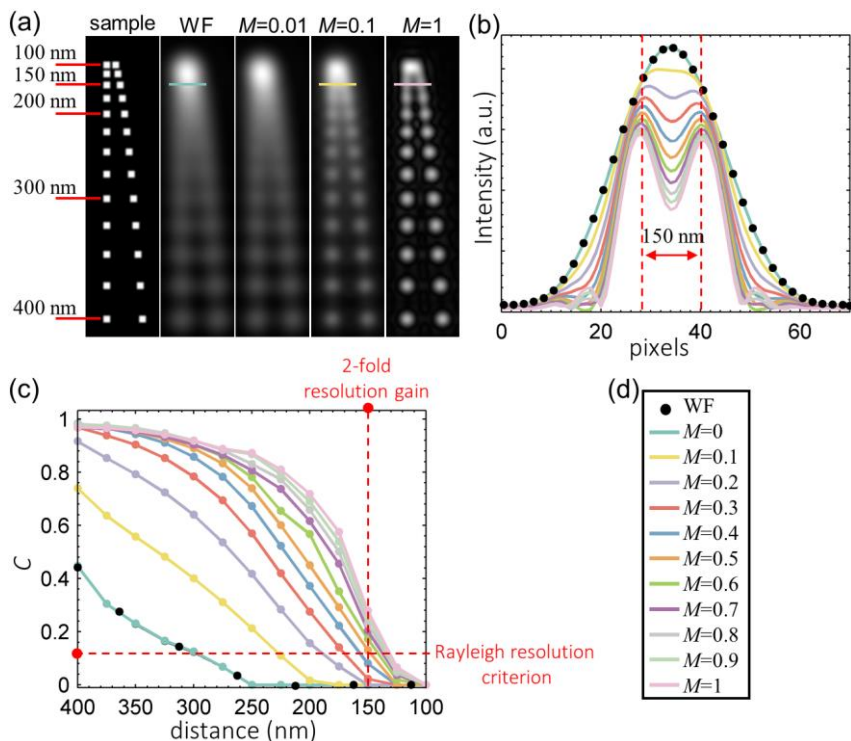 (a)
sample WF M=0.01 M=0.1 M=1
100 nm
150 nm
200 nm
300 nm
400 nm
(b)
Intensity (a.u.)
150 nm
0 20 40 60
pixels
(c)
2-fold
resolution gain
1
0.8
0.6
0.4
0.2
0
C
Rayleigh resolution
criterion
400 350 300 250 200 150 100
distance (nm)
(d)
WF
M=0
M=0.1
M=0.2
M=0.3
M=0.4
M=0.5
M=0.6
M=0.7
M=0.8
M=0.9
M=1